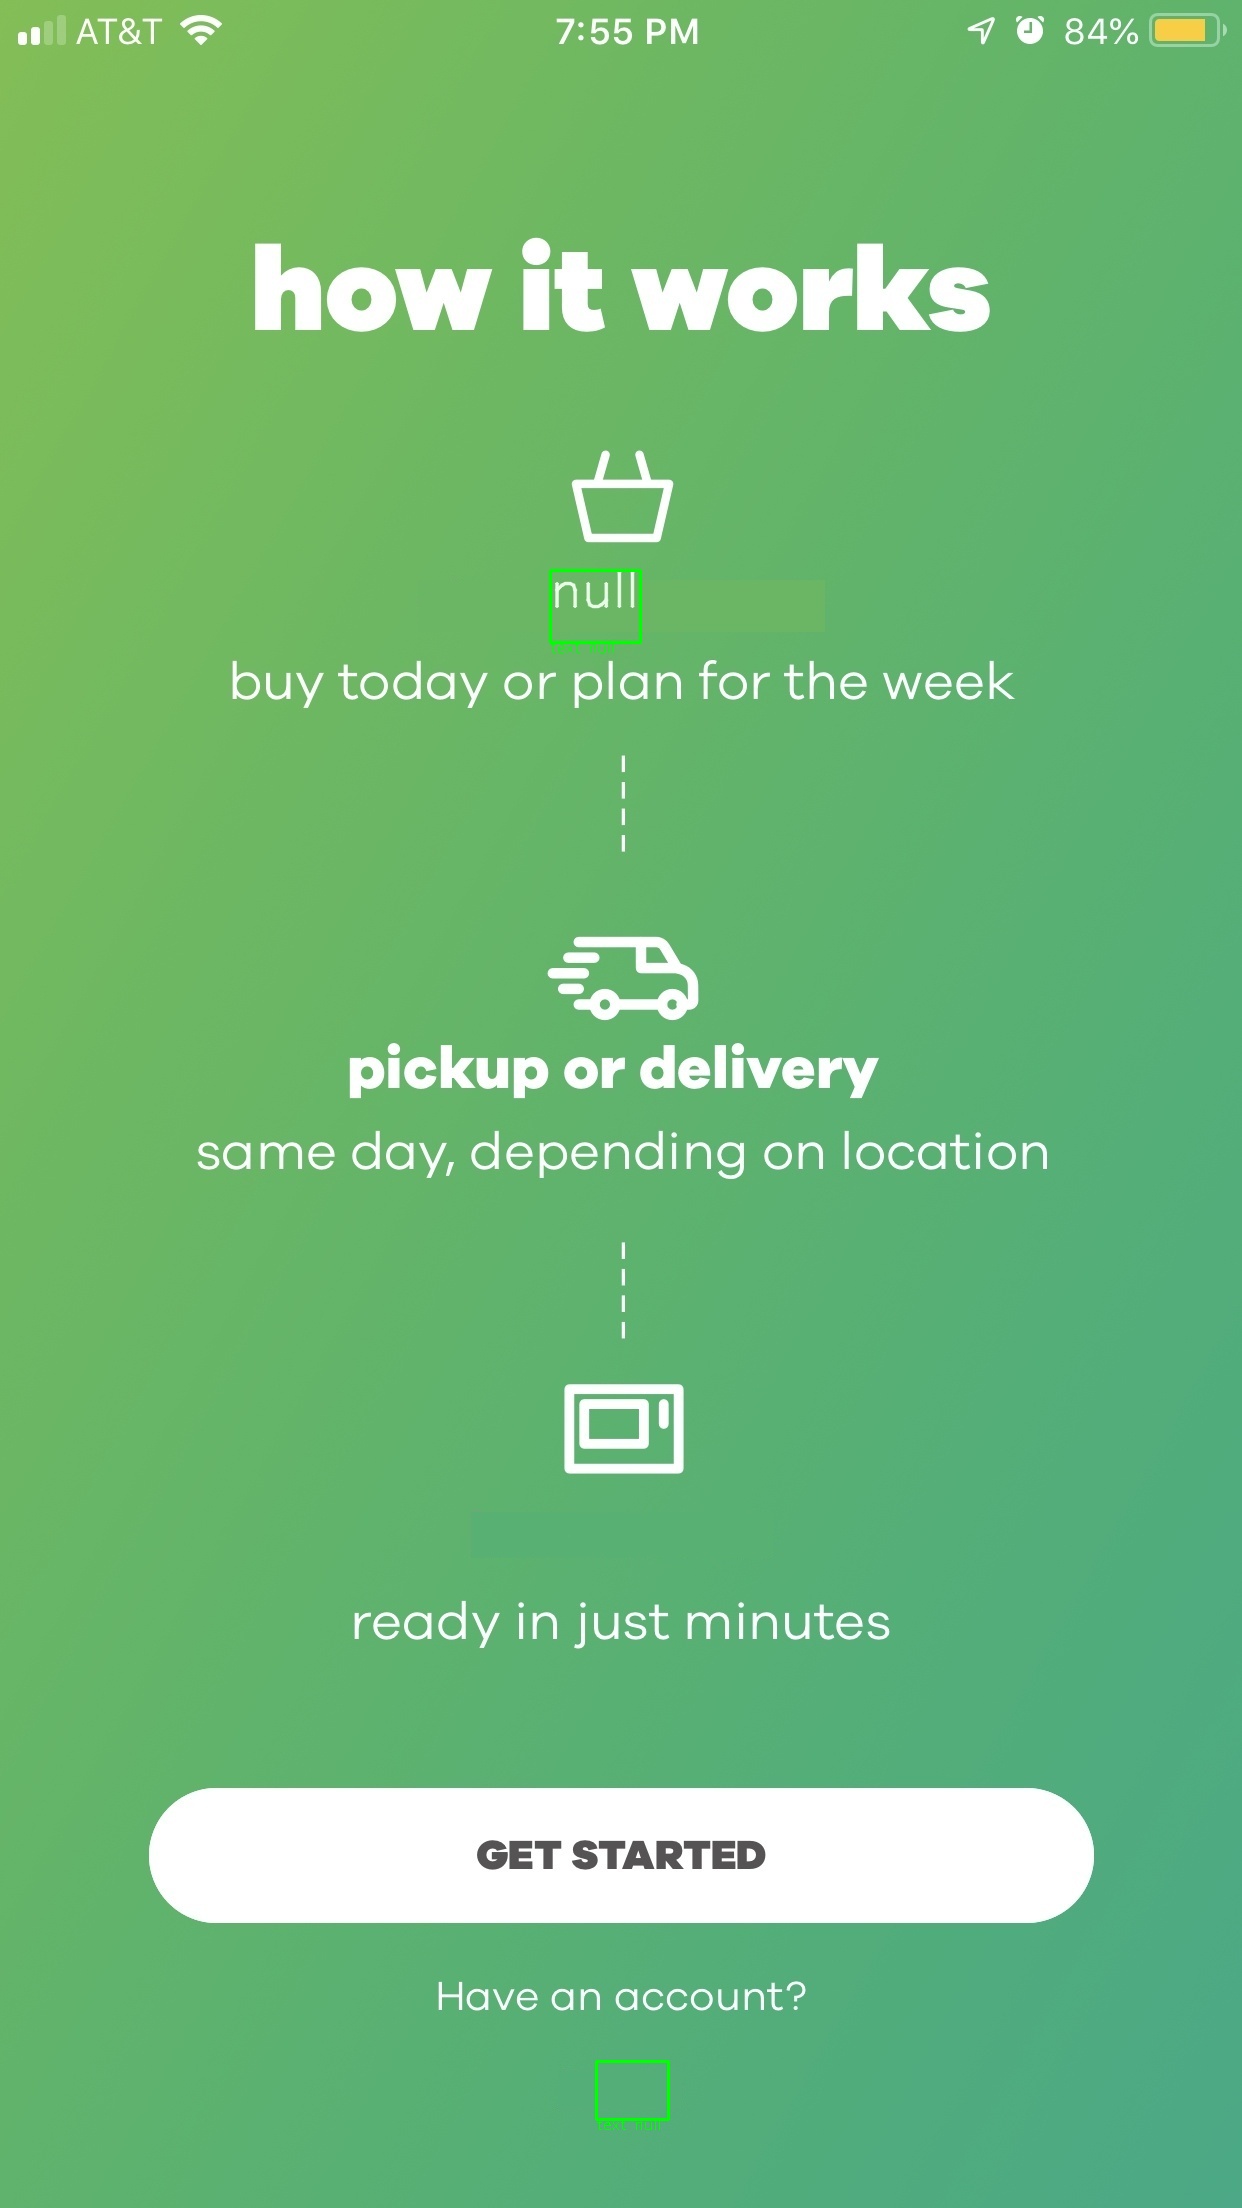 AT&T 7:55 PM 84%
how it works
null
buy today or plan for the week
pickup or delivery
same day, depending on location
ready in just minutes
GET STARTED
Have an account?